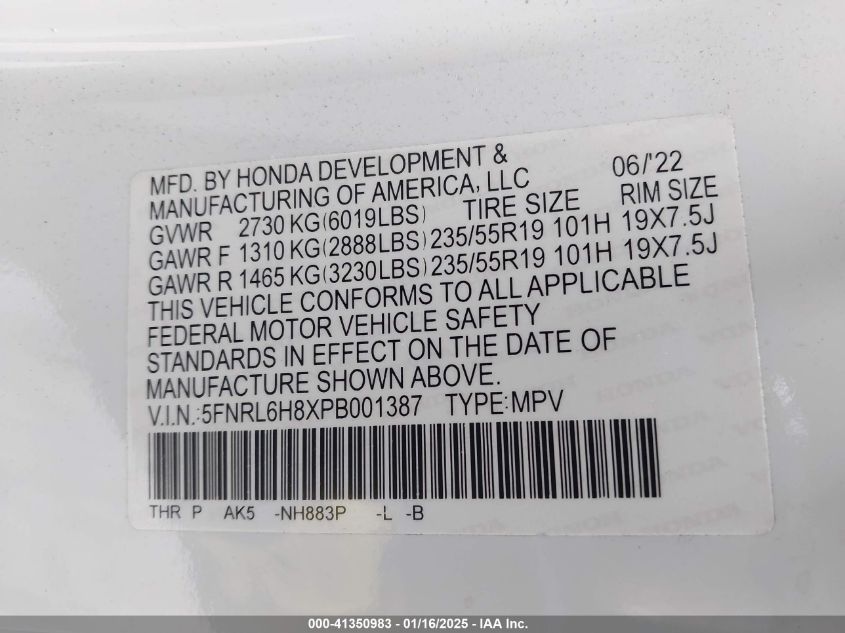 MFD. BY HONDA DEVELOPMENT & 06/'22
MANUFACTURING OF AMERICA, LLC
GVWR 2730 KG(6019LBS) TIRE SIZE RIM SIZE
GAWR F 1310 KG(2888LBS) 235/55R19 101H 19X7.5J
GAWR R 1465 KG(3230LBS) 235/55R19 101H 19X7.5J
THIS VEHICLE CONFORMS TO ALL APPLICABLE
FEDERAL MOTOR VEHICLE SAFETY
STANDARDS IN EFFECT ON THE DATE OF
MANUFACTURE SHOWN ABOVE.
V.I.N.:5FNRL6H8XPB001387 TYPE:MPV
THR P AK5 -NH883P -L -B
000-41350983 - 01/16/2025 - IAA Inc.